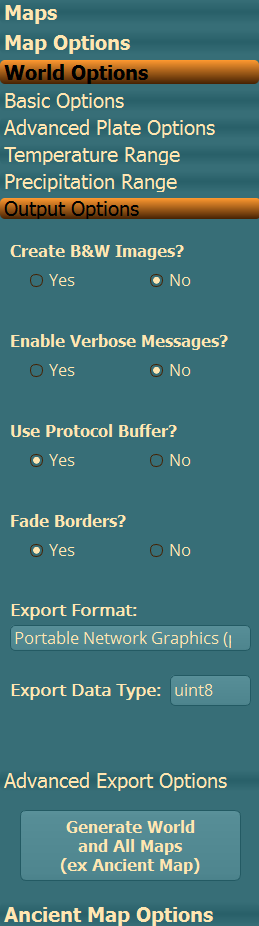 Maps
Map Options
World Options
Basic Options
Advanced Plate Options
Temperature Range
Precipitation Range
Output Options
Create B&W Images?
Yes No
Enable Verbose Messages?
Yes No
Use Protocol Buffer?
Yes No
Fade Borders?
Yes No
Export Format:
Portable Network Graphics (p
Export Data Type: uint8
Advanced Export Options
Generate World
and All Maps
(ex Ancient Map)
Ancient Map Options